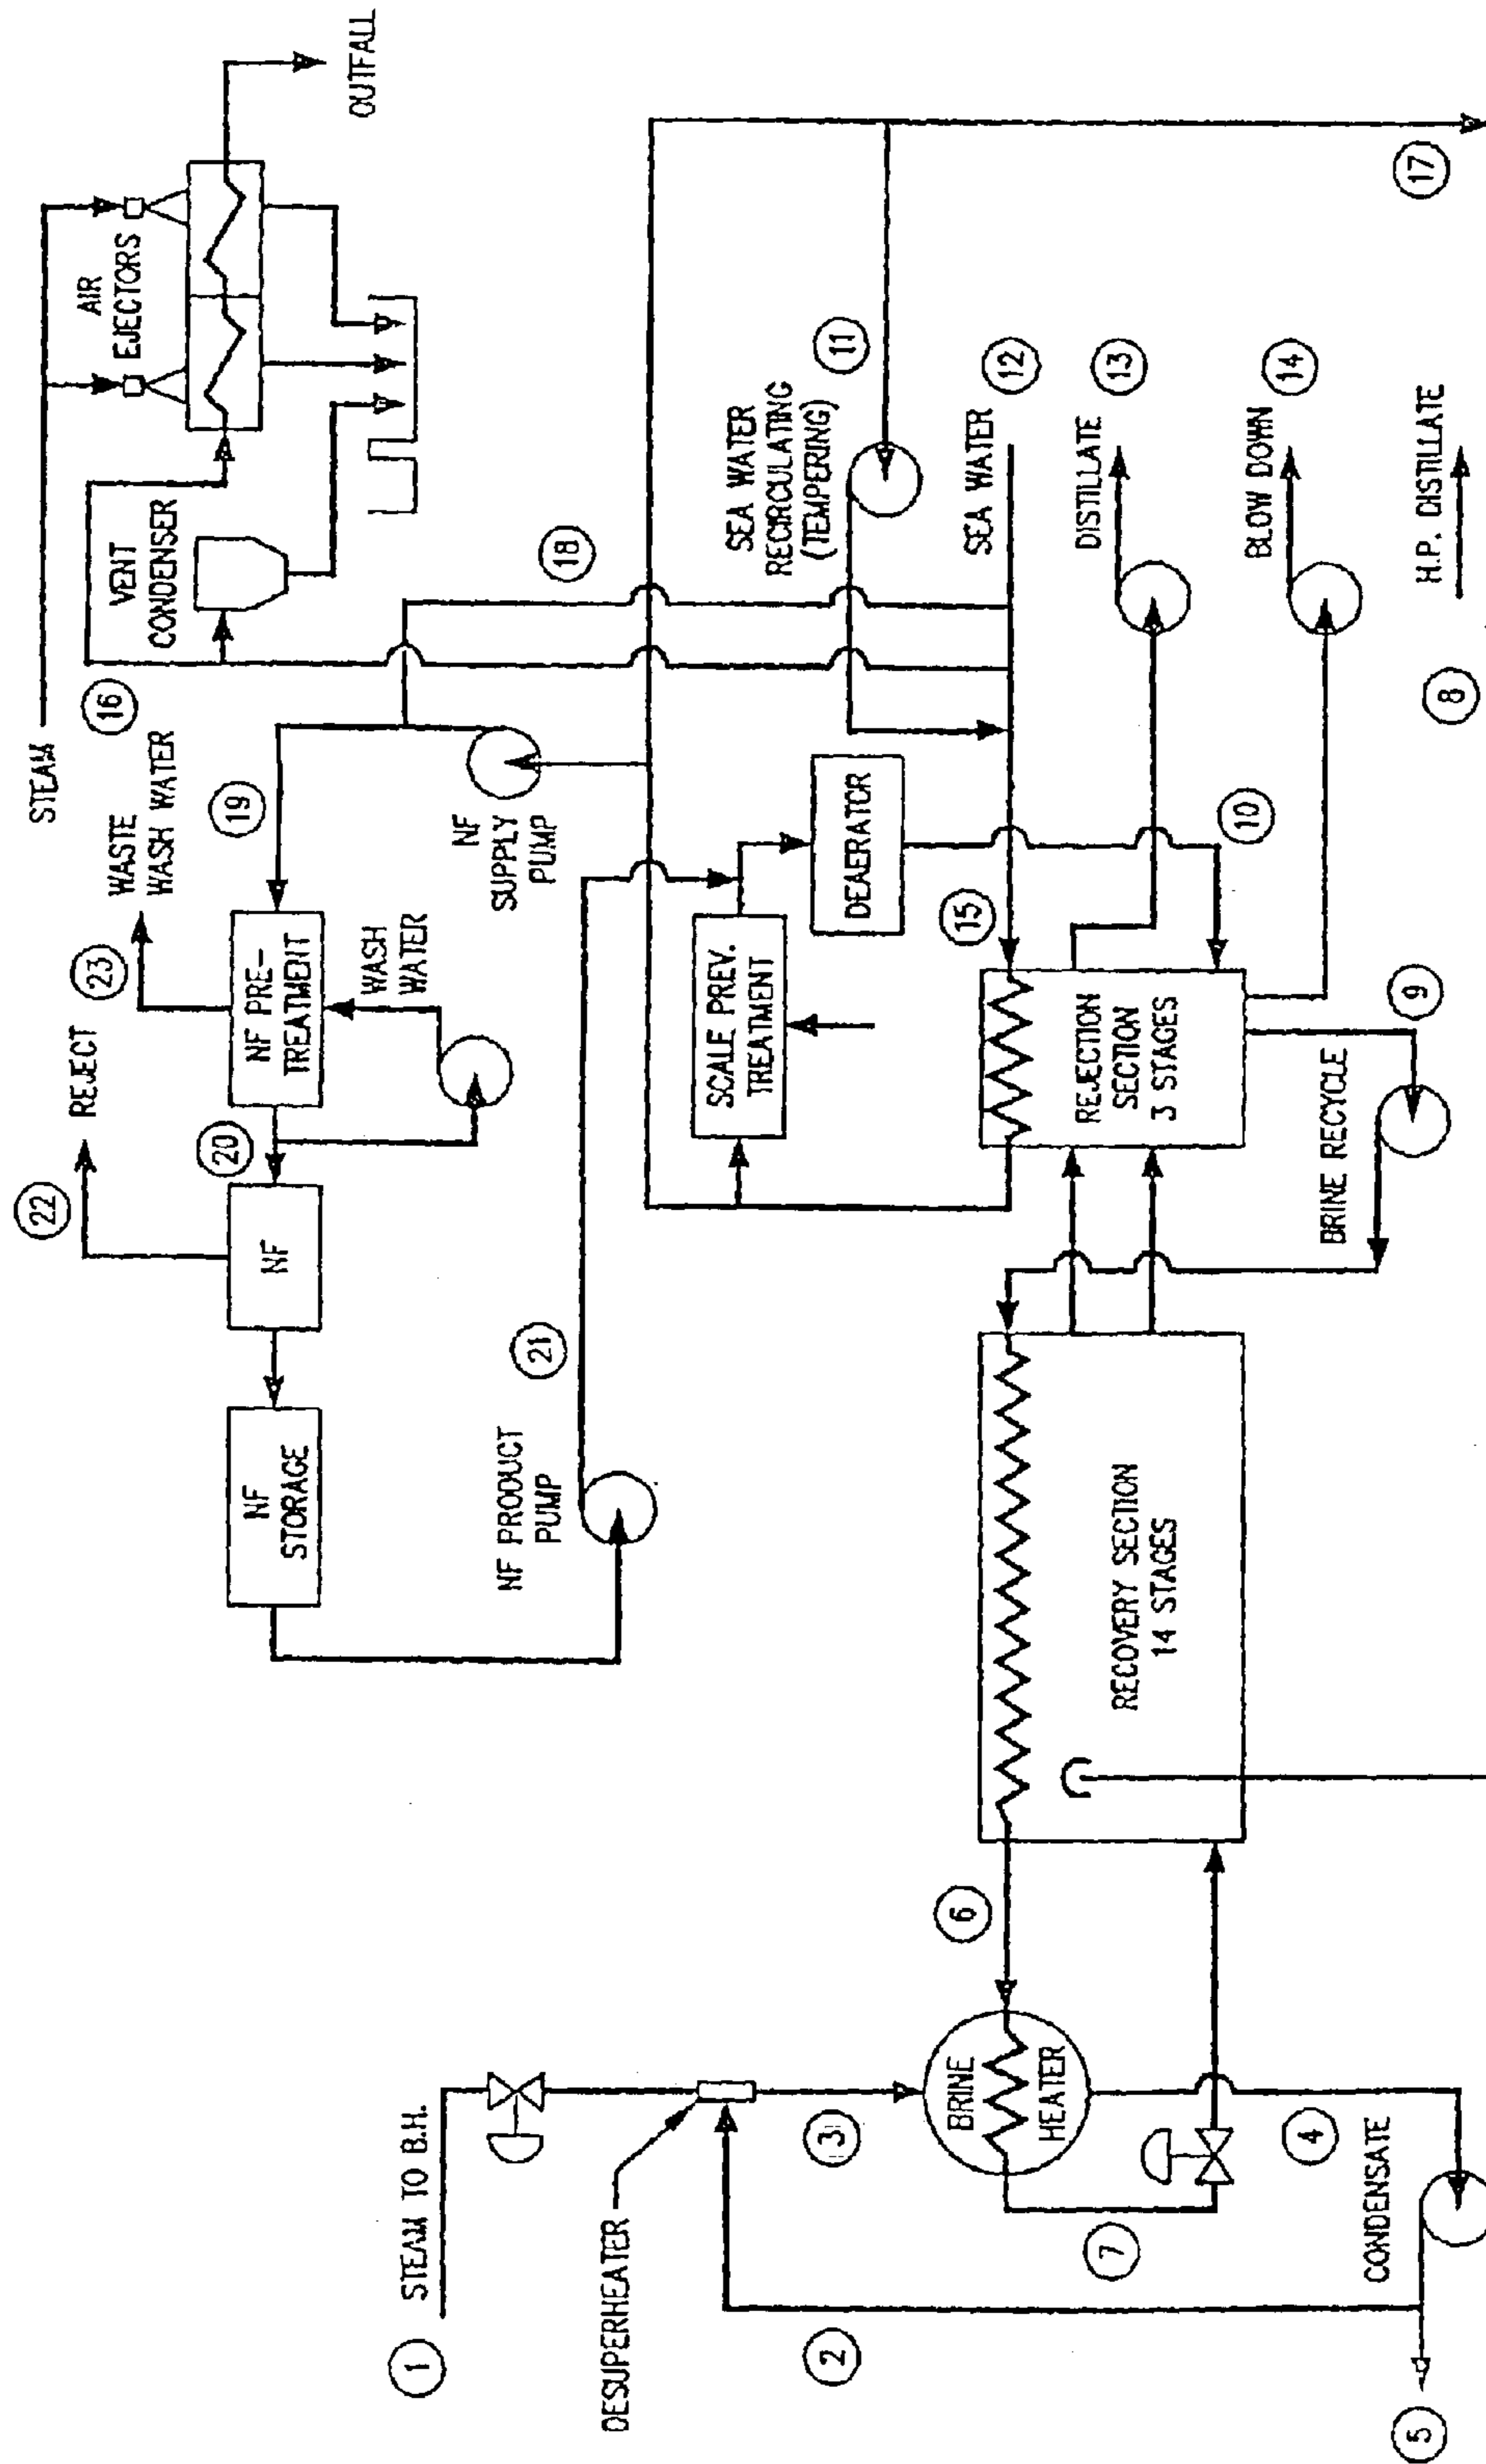 STEAM
16
VENT
CONDENSER
AIR
EJECTORS
OUTFALL
22
REJECT
23
WASTE
WASH WATER
19
20
NF
STORAGE
NF
NF PRE-
TREATMENT
WASH
WATER
18
NF PRODUCT
PUMP
21
NF
SUPPLY
PUMP
SCALE PREV.
TREATMENT
DEAERATOR
SEA WATER
RECIRCULATING
(TEMPERING)
11
15
SEA WATER
12
1
STEAM TO B.H.
DESUPERHEATER
2
3
BRINE
HEATER
6
7
4
CONDENSATE
5
RECOVERY SECTION
14 STAGES
REJECTION
SECTION
3 STAGES
10
DISTILLATE
13
BRINE RECYCLE
9
BLOW DOWN
14
8
H.P. DISTILLATE
17